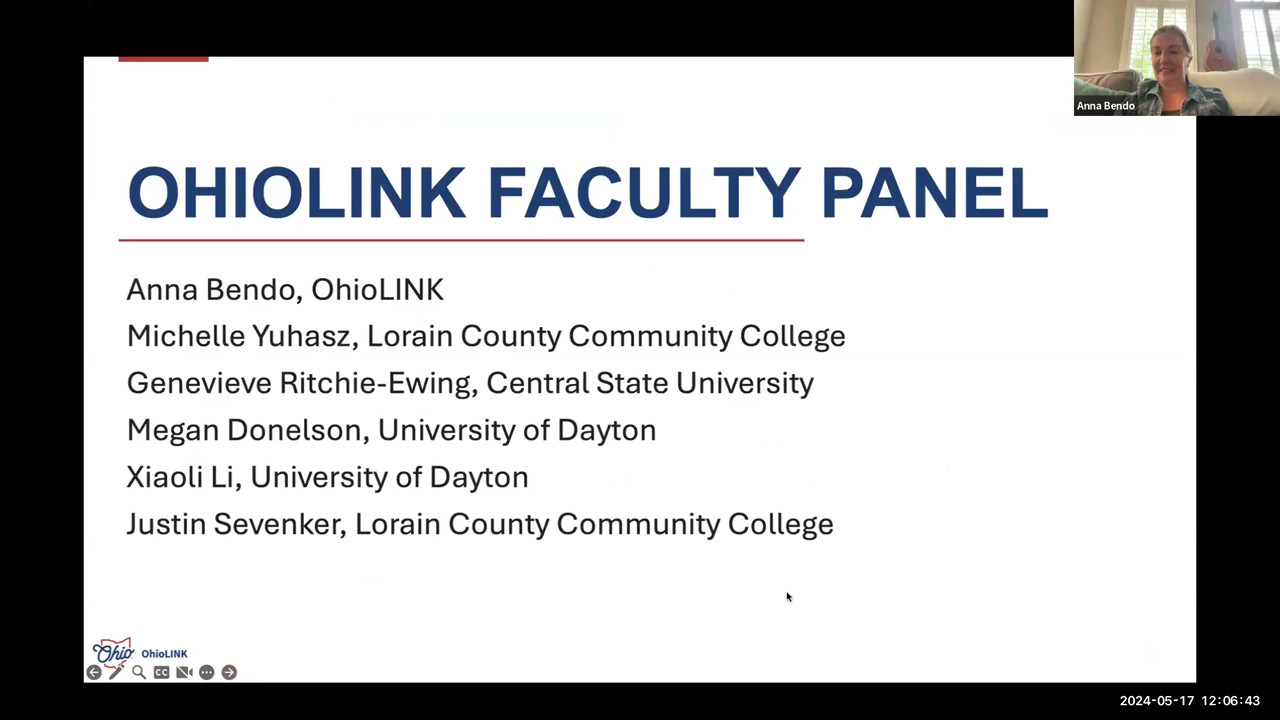 Anna Bendo
OHIOLINK FACULTY PANEL
Anna Bendo, OhioLINK
Michelle Yuhasz, Lorain County Community College
Genevieve Ritchie-Ewing, Central State University
Megan Donelson, University of Dayton
Xiaoli Li, University of Dayton
Justin Sevenker, Lorain County Community College
Ohio OhioLINK
CC
2024-05-17 12:06:43